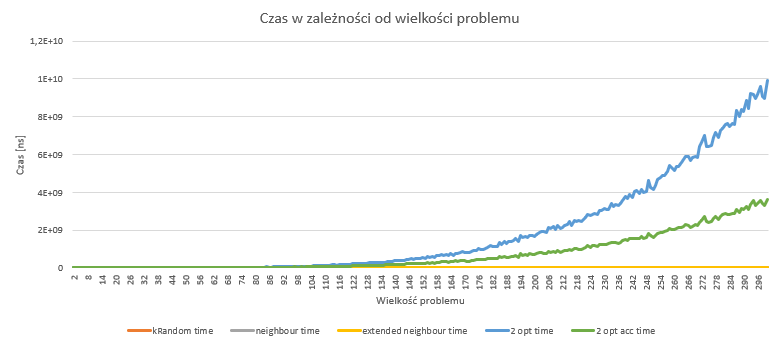 Czas w zależności od wielkości problemu
1,2E+10
1E+10
8E+09
6E+09
4E+09
2E+09
0
Czas [ns]
2 8 14 20 26 32 38 44 50 56 62 68 74 80 86 92 98 104 110 116 122 128 134 140 146 152 158 164 170 176 182 188 194 200 206 212 218 224 230 236 242 248 254 260 266 272 278 284 290 296
Wielkość problemu
kRandom time neighbour time extended neighbour time 2 opt time 2 opt acc time